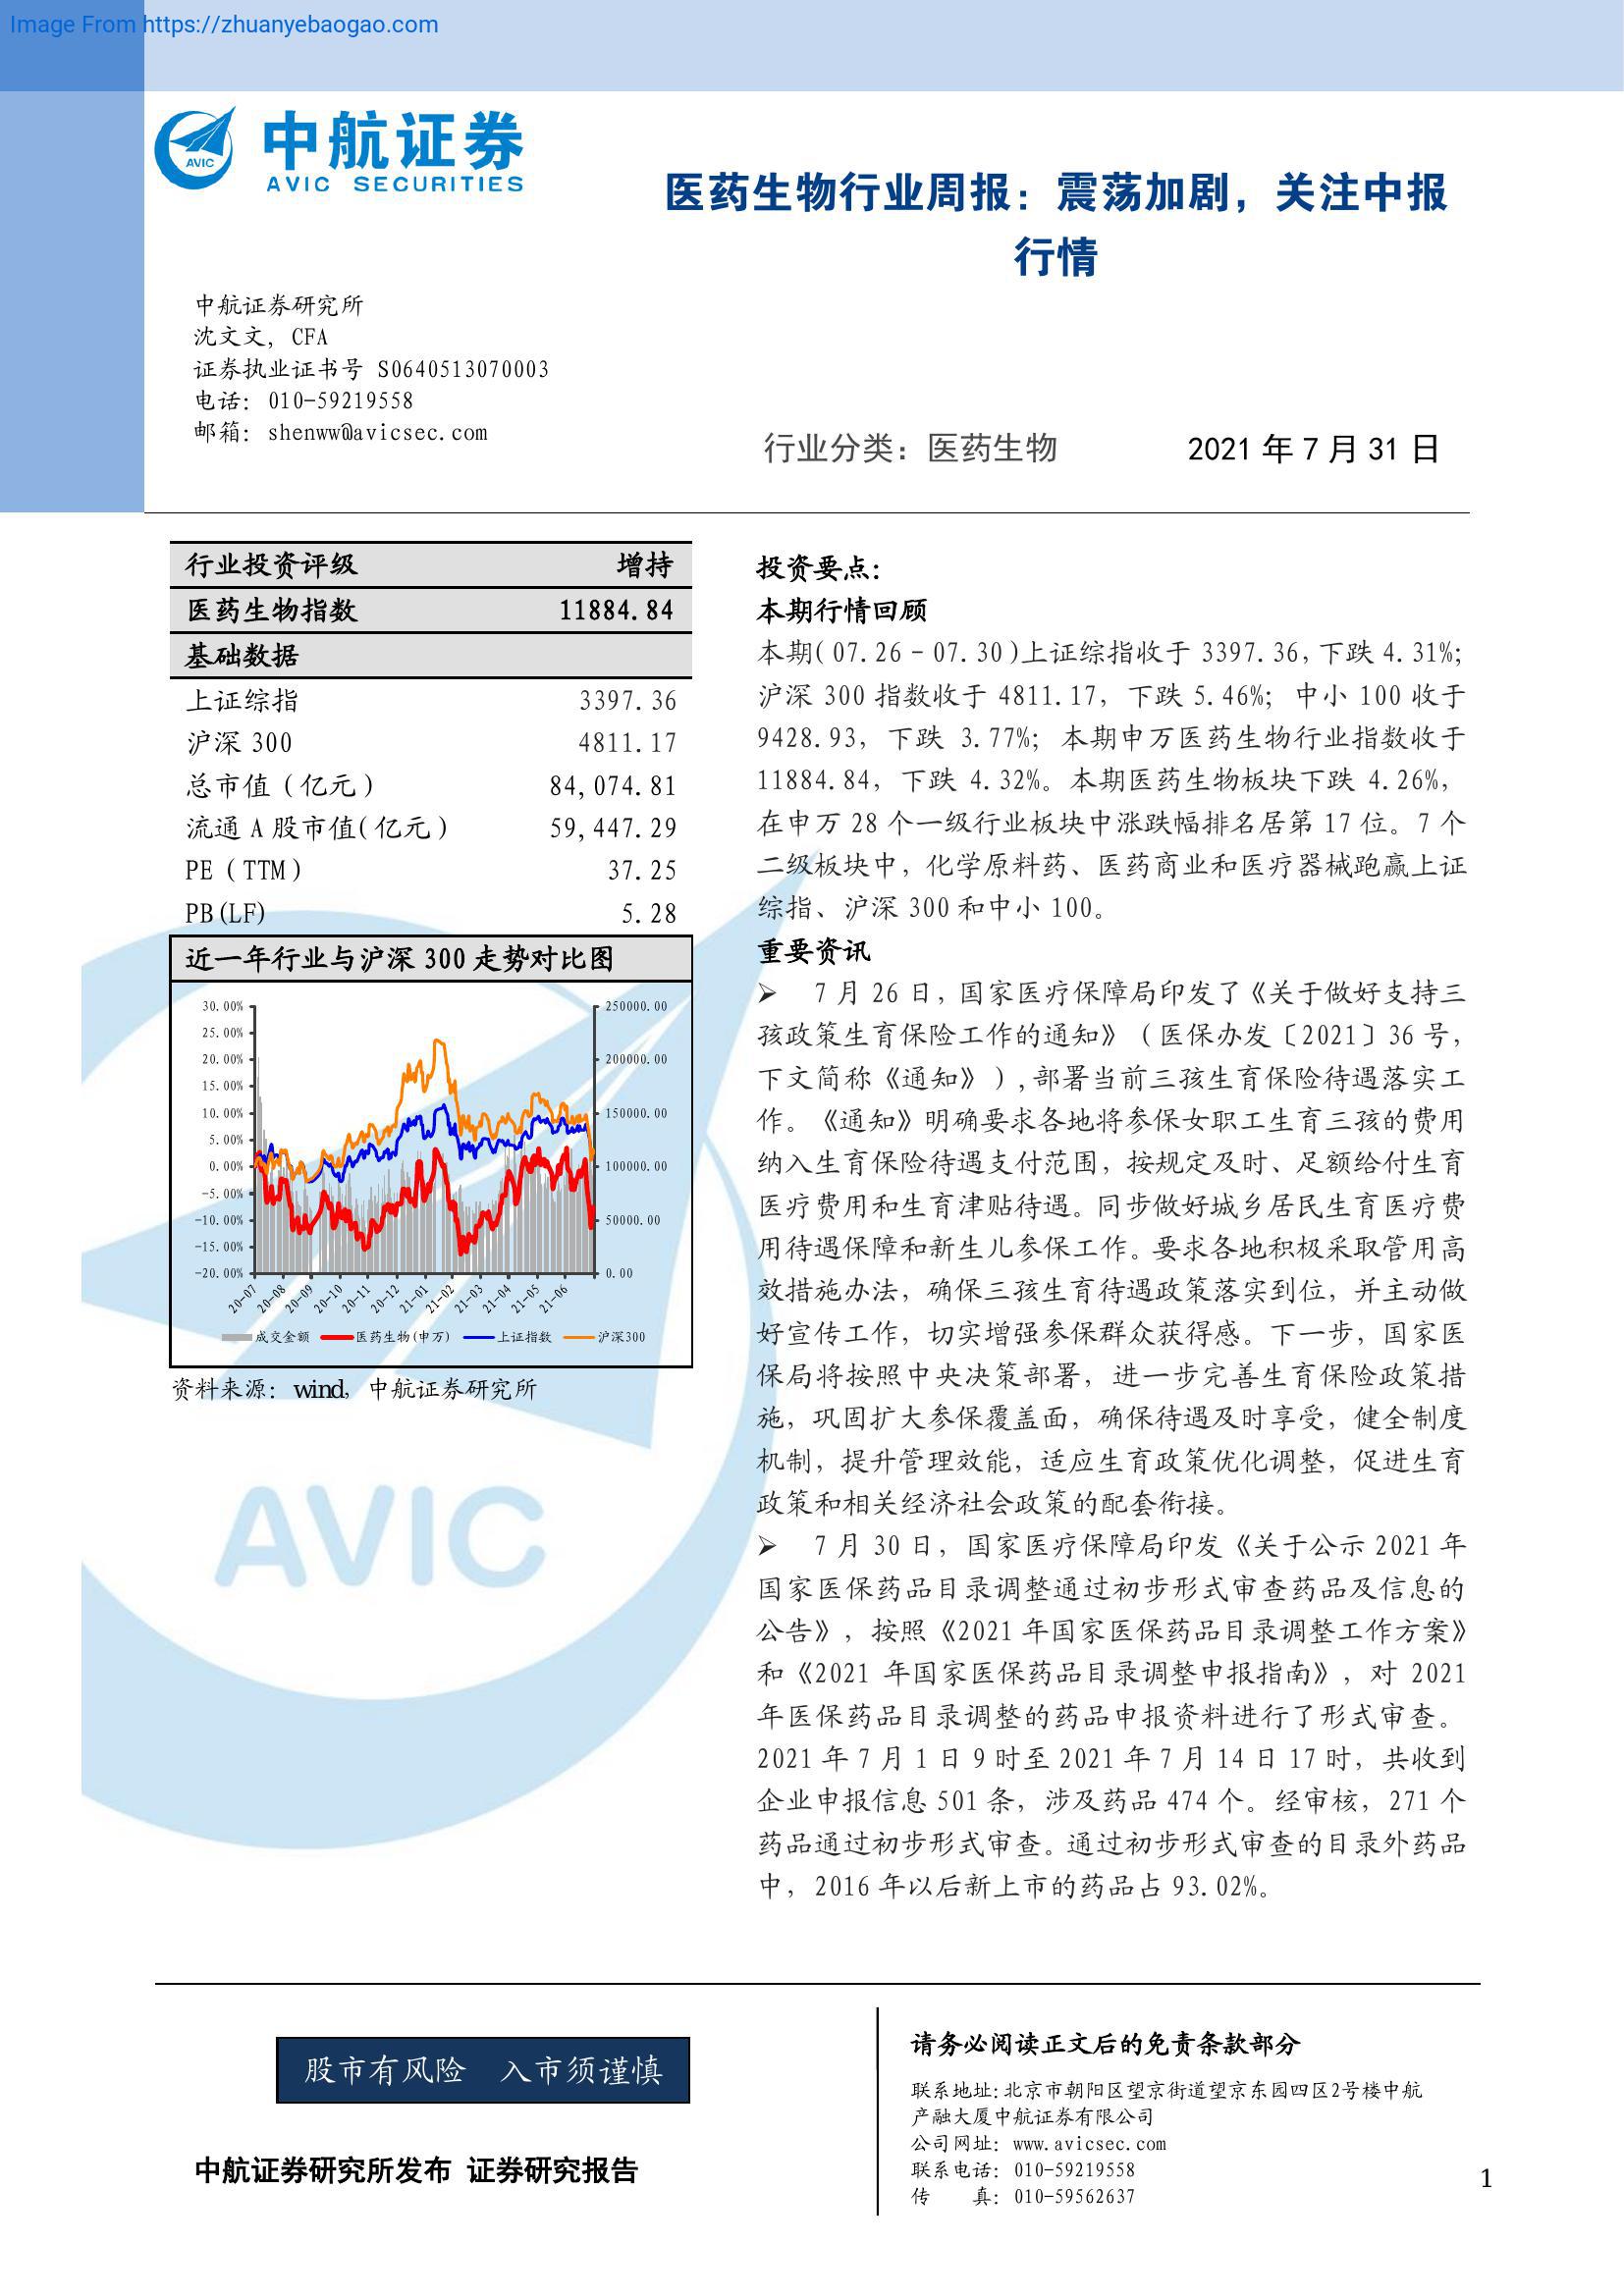 Image From https://zhuanyebaogao.com
AVIC
中航证券
AVIC SECURITIES
医药生物行业周报：震荡加剧，关注中报
行情
中航证券研究所
沈文文，CFA
证券执业证书号 S0640513070003
电话：010-59219558
邮箱：shenww@avicsec.com
行业分类：医药生物 2021 年 7 月 31 日
行业投资评级 增持
医药生物指数 11884.84
基础数据
上证综指 3397.36
沪深 300 4811.17
总市值（亿元） 84,074.81
流通 A 股市值(亿元） 59,447.29
PE（TTM） 37.25
PB(LF) 5.28
近一年行业与沪深 300 走势对比图
30.00% 250000.00
25.00%
20.00% 200000.00
15.00%
10.00% 150000.00
5.00%
0.00% 100000.00
-5.00%
-10.00% 50000.00
-15.00%
-20.00% 0.00
20-07 20-08 20-09 20-10 20-11 20-12 21-01 21-02 21-03 21-04 21-05 21-06
成交金额 医药生物(申万) 上证指数 沪深300
资料来源：wind，中航证券研究所
AVIC
投资要点:
本期行情回顾
本期( 07.26 - 07.30 )上证综指收于 3397.36，下跌 4.31%；
沪深 300 指数收于 4811.17，下跌 5.46%；中小 100 收于
9428.93，下跌 3.77%；本期申万医药生物行业指数收于
11884.84，下跌 4.32%。本期医药生物板块下跌 4.26%，
在申万 28 个一级行业板块中涨跌幅排名居第 17 位。7 个
二级板块中，化学原料药、医药商业和医疗器械跑赢上证
综指、沪深 300 和中小 100。
重要资讯
➢ 7 月 26 日，国家医疗保障局印发了《关于做好支持三
孩政策生育保险工作的通知》（医保办发〔2021〕36 号，
下文简称《通知》），部署当前三孩生育保险待遇落实工
作。《通知》明确要求各地将参保女职工生育三孩的费用
纳入生育保险待遇支付范围，按规定及时、足额给付生育
医疗费用和生育津贴待遇。同步做好城乡居民生育医疗费
用待遇保障和新生儿参保工作。要求各地积极采取管用高
效措施办法，确保三孩生育待遇政策落实到位，并主动做
好宣传工作，切实增强参保群众获得感。下一步，国家医
保局将按照中央决策部署，进一步完善生育保险政策措
施，巩固扩大参保覆盖面，确保待遇及时享受，健全制度
机制，提升管理效能，适应生育政策优化调整，促进生育
政策和相关经济社会政策的配套衔接。
➢ 7 月 30 日，国家医疗保障局印发《关于公示 2021 年
国家医保药品目录调整通过初步形式审查药品及信息的
公告》，按照《2021 年国家医保药品目录调整工作方案》
和《2021 年国家医保药品目录调整申报指南》，对 2021
年医保药品目录调整的药品申报资料进行了形式审查。
2021 年 7 月 1 日 9 时至 2021 年 7 月 14 日 17 时，共收到
企业申报信息 501 条，涉及药品 474 个。经审核，271 个
药品通过初步形式审查。通过初步形式审查的目录外药品
中，2016 年以后新上市的药品占 93.02%。
股市有风险 入市须谨慎
中航证券研究所发布 证券研究报告
请务必阅读正文后的免责条款部分
联系地址:北京市朝阳区望京街道望京东园四区2号楼中航
产融大厦中航证券有限公司
公司网址：www.avicsec.com
联系电话：010-59219558
传 真：010-59562637
1